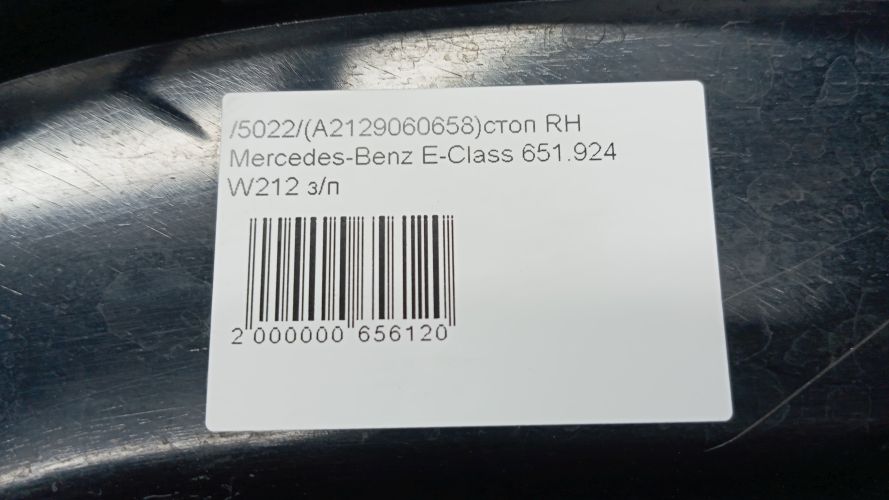 /5022/(A2129060658)стоп RH
Mercedes-Benz E-Class 651.924
W212 з/п
2 000000 656120